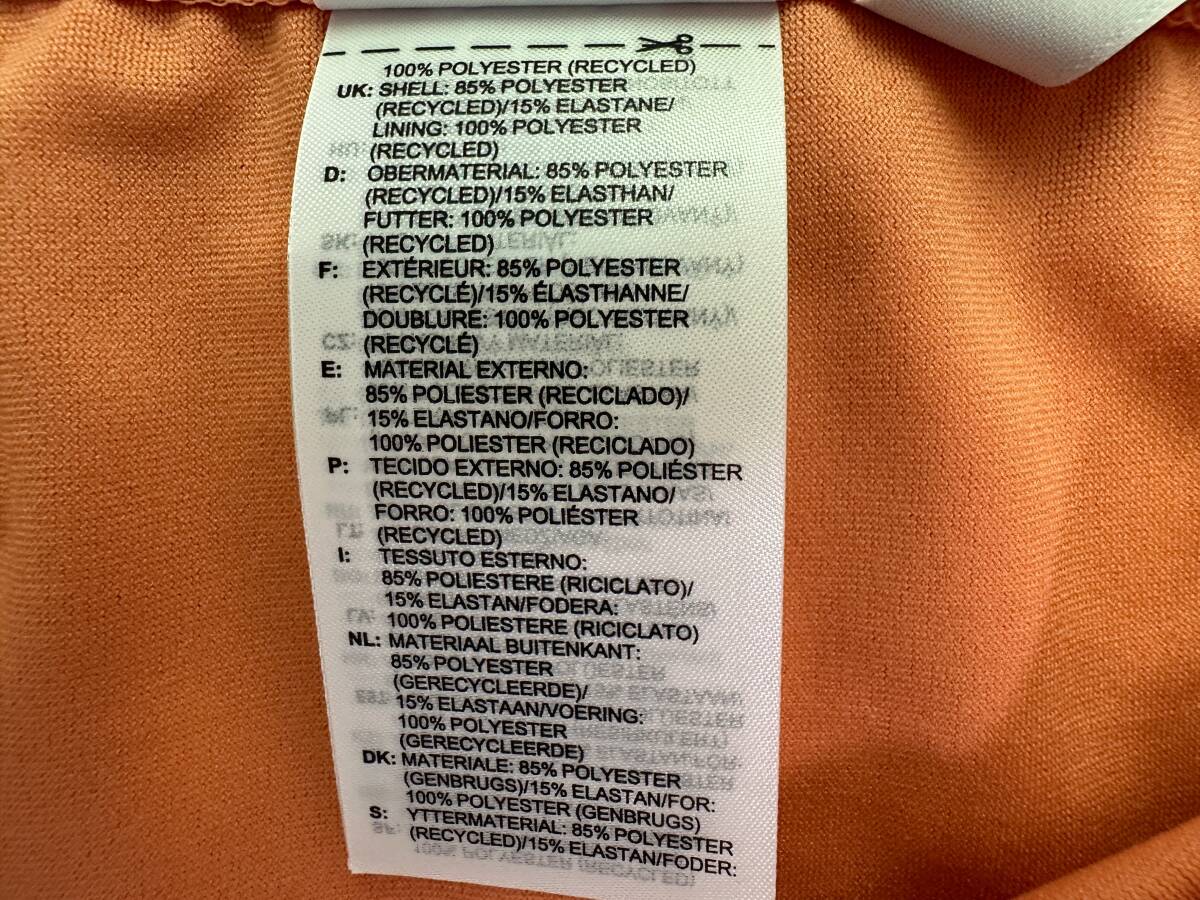 100% POLYESTER (RECYCLED)
UK: SHELL: 85% POLYESTER
(RECYCLED)/15% ELASTANE/
LINING: 100% POLYESTER
(RECYCLED)
D: OBERMATERIAL: 85% POLYESTER
(RECYCLED)/15% ELASTHAN/
FUTTER: 100% POLYESTER
(RECYCLED)
F: EXTÉRIEUR: 85% POLYESTER
(RECYCLÉ)/15% ÉLASTHANNE/
DOUBLURE: 100% POLYESTER
(RECYCLÉ)
E: MATERIAL EXTERNO:
85% POLIESTER (RECICLADO)/
15% ELASTANO/FORRO:
100% POLIESTER (RECICLADO)
P: TECIDO EXTERNO: 85% POLIÉSTER
(RECYCLED)/15% ELASTANO/
FORRO: 100% POLIÉSTER
(RECYCLED)
I: TESSUTO ESTERNO:
85% POLIESTERE (RICICLATO)/
15% ELASTAN/FODERA:
100% POLIESTERE (RICICLATO)
NL: MATERIAAL BUITENKANT:
85% POLYESTER
(GERECYCLEERDE)/
15% ELASTAAN/VOERING:
100% POLYESTER
(GERECYCLEERDE)
DK: MATERIALE: 85% POLYESTER
(GENBRUGS)/15% ELASTAN/FOR:
100% POLYESTER (GENBRUGS)
S: YTTERMATERIAL: 85% POLYESTER
(RECYCLED)/15% ELASTAN/FODER: